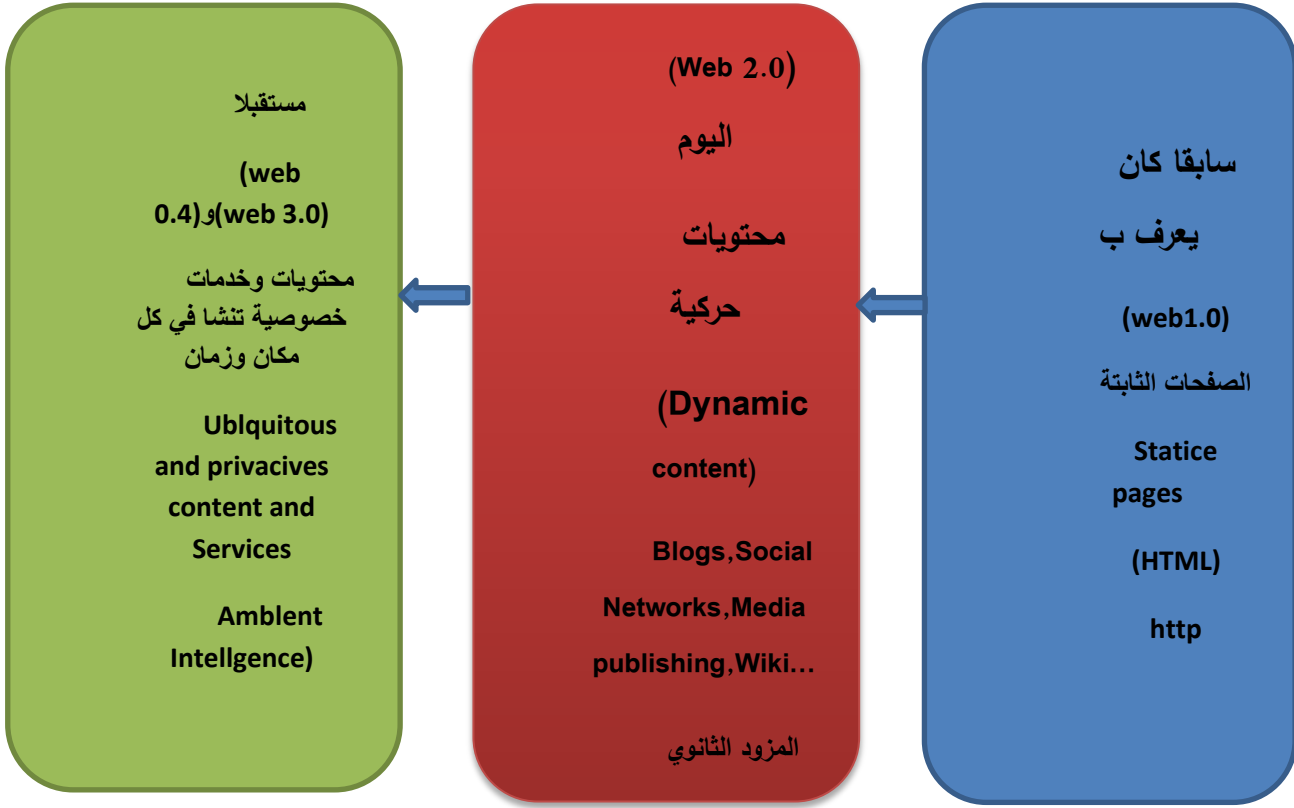 سابقا كان
يعرف ب
(web1.0)
الصفحات الثابتة
Statice
pages
(HTML)
http
(Web 2.0)
اليوم
محتويات
حركية
(Dynamic
content)
Blogs,Social
Networks,Media
publishing,Wiki...
المزود الثانوي
مستقبلا
(web
0.4)و(web 3.0)
محتويات وخدمات
خصوصية تنشا في كل
مكان وزمان
Ublquitous
and privacives
content and
Services
Amblent
Intellgence)